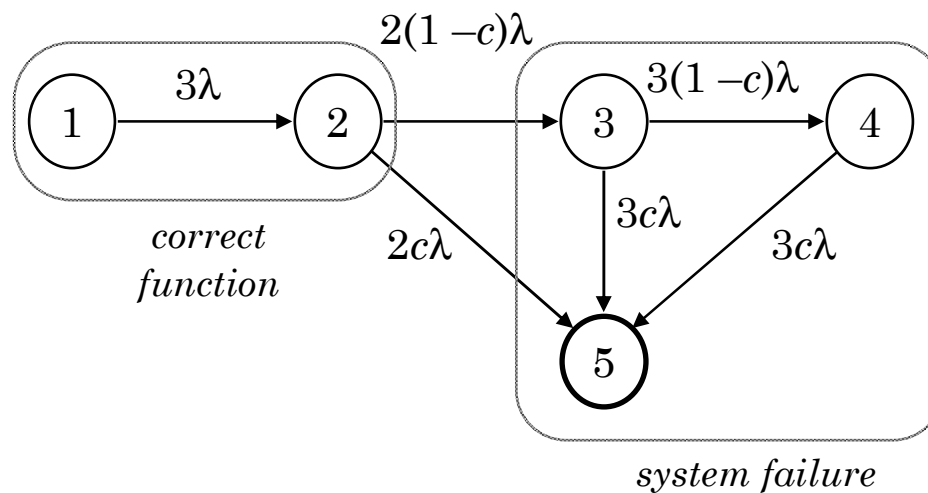 2(1 –c)λ
3λ
3(1 –c)λ
1
2
3
4
correct
function
2cλ
3cλ
3cλ
5
system failure